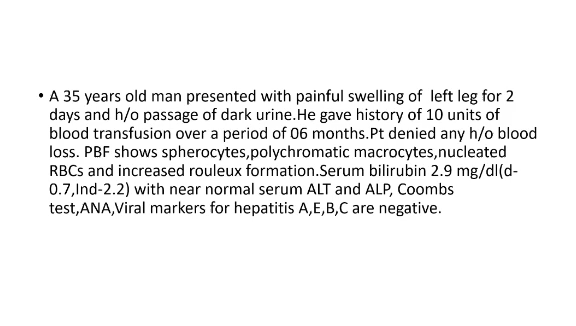 • A 35 years old man presented with painful swelling of  left leg for 2
days and h/o passage of dark urine.He gave history of 10 units of
blood transfusion over a period of 06 months.Pt denied any h/o blood
loss. PBF shows spherocytes,polychromatic macrocytes,nucleated
RBCs and increased rouleux formation.Serum bilirubin 2.9 mg/dl(d-
0.7,Ind-2.2) with near normal serum ALT and ALP, Coombs
test,ANA,Viral markers for hepatitis A,E,B,C are negative.